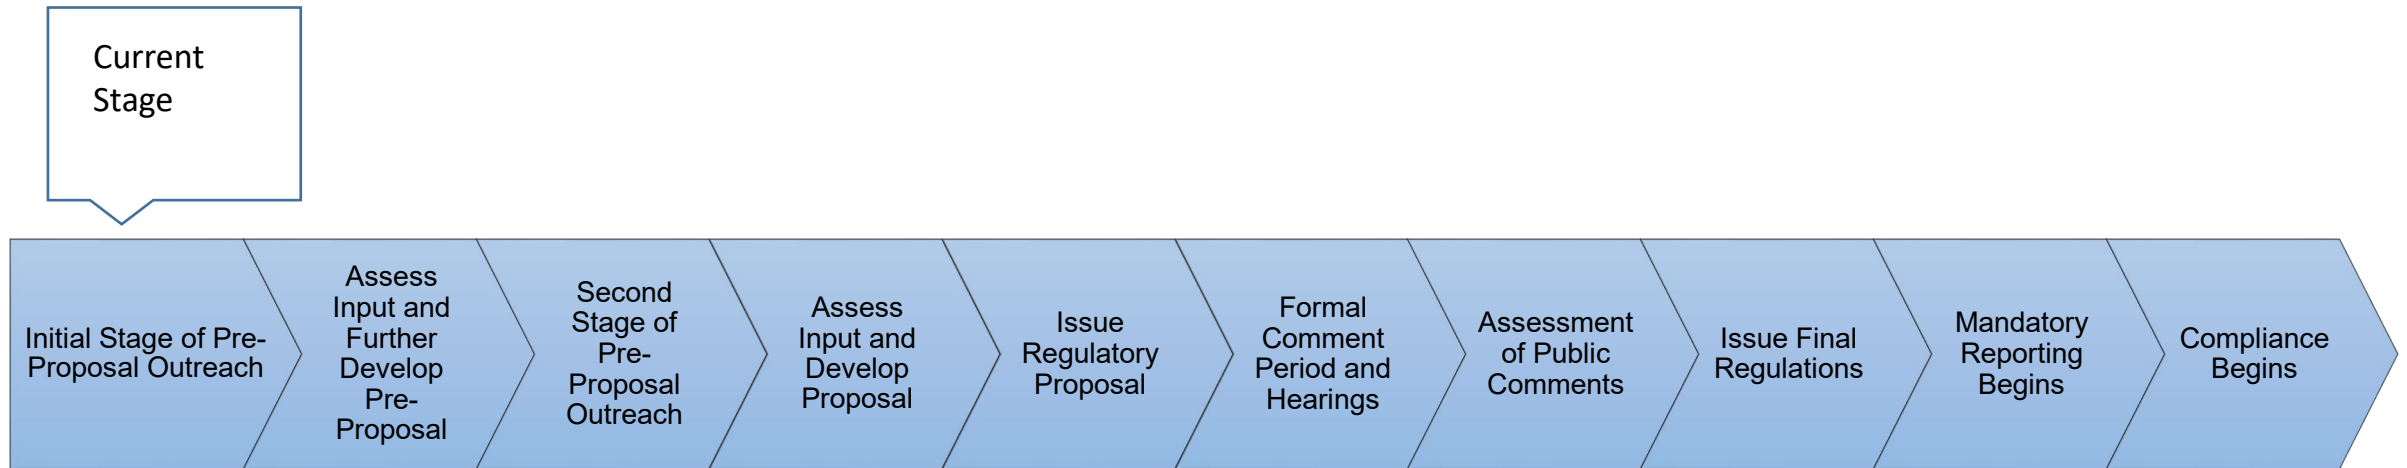 Current
Stage
Initial Stage of Pre-
Proposal Outreach
Assess
Input and
Further
Develop
Pre-
Proposal
Second
Stage of
Pre-
Proposal
Outreach
Assess
Input and
Develop
Proposal
Issue
Regulatory
Proposal
Formal
Comment
Period and
Hearings
Assessment
of Public
Comments
Issue Final
Regulations
Mandatory
Reporting
Begins
Compliance
Begins